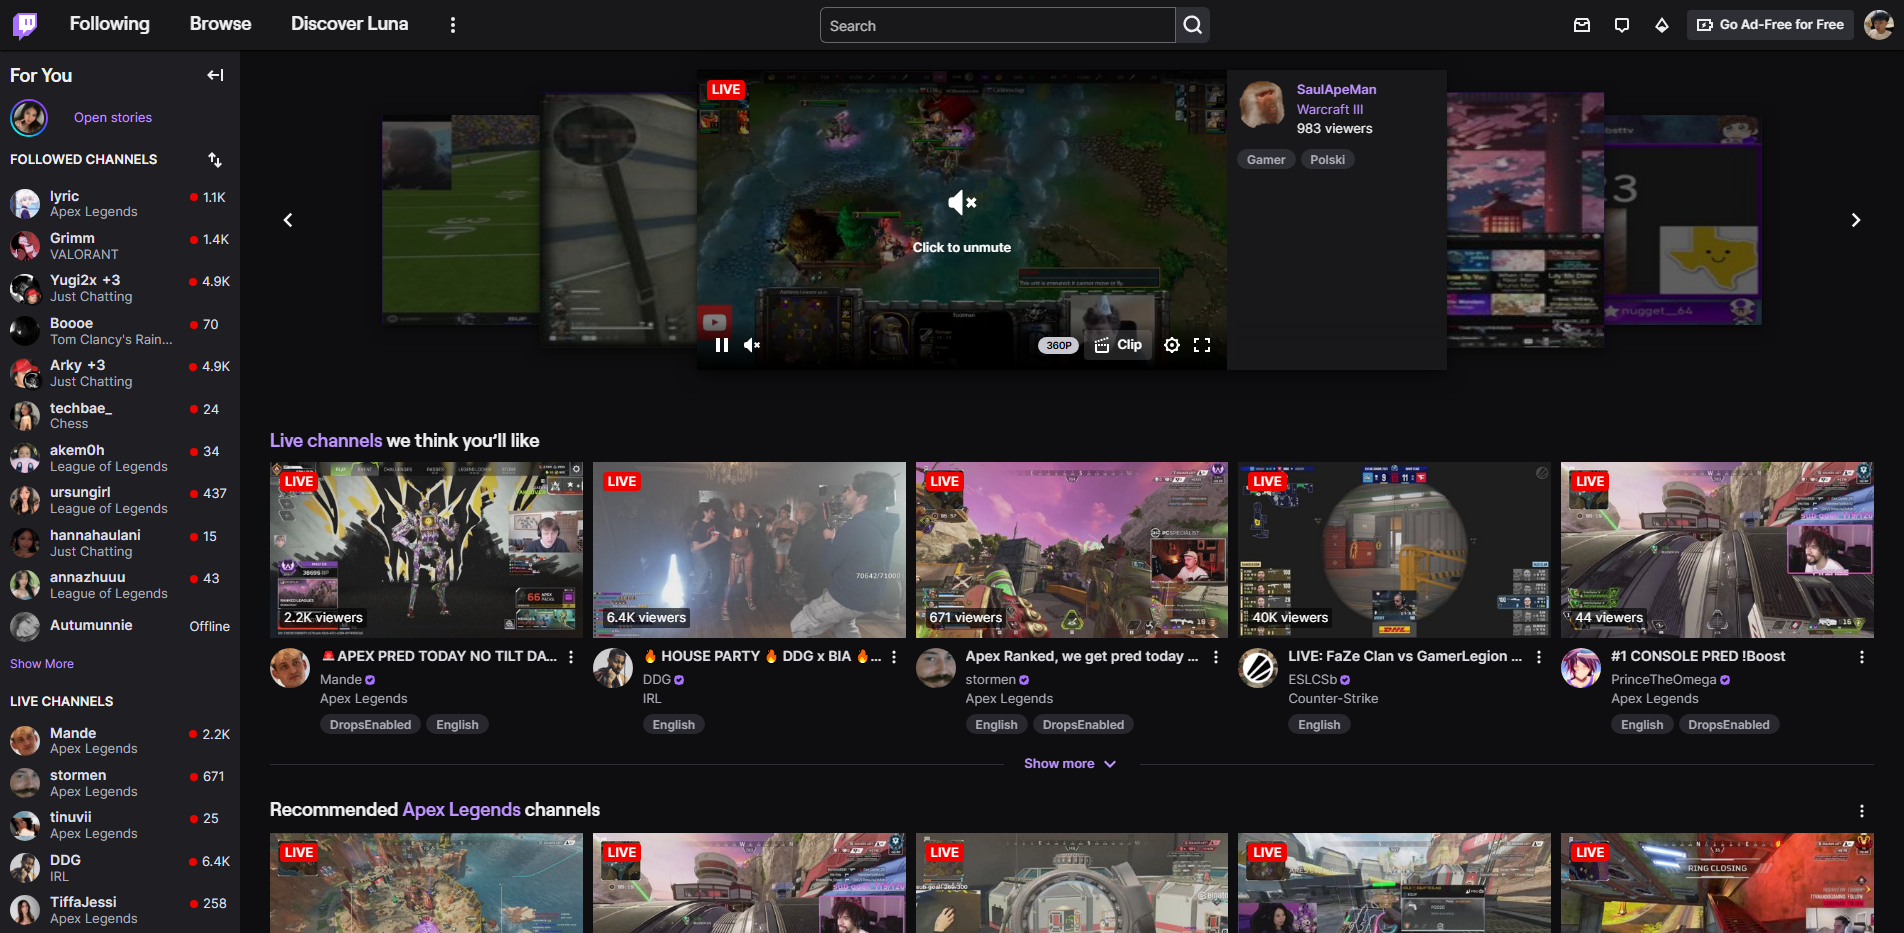 Following
Browse
Discover Luna
Search
Go Ad-Free for Free
For You
Open stories
FOLLOWED CHANNELS
lyric
1.1K
Apex Legends
Grimm
1.4K
VALORANT
Yugi2x +3
4.9K
Just Chatting
Boooe
70
Tom Clancy's Rain...
Arky +3
4.9K
Just Chatting
techbae_
24
Chess
akem0h
34
League of Legends
ursungirl
437
League of Legends
hannahaulani
15
Just Chatting
annazhuuu
43
League of Legends
Autumunnie
Offline
Show More
LIVE CHANNELS
Mande
2.2K
Apex Legends
stormen
671
Apex Legends
tinuvii
25
Apex Legends
DDG
6.4K
IRL
TiffaJessi
258
Apex Legends
LIVE
Click to unmute
360P
Clip
SaulApeMan
Warcraft III
983 viewers
Gamer
Polski
nugget__64
Live channels we think you'll like
LIVE
2.2K viewers
🚨APEX PRED TODAY NO TILT DA...
Mande
Apex Legends
DropsEnabled
English
LIVE
70642/71000
6.4K viewers
🔥 HOUSE PARTY 🔥 DDG x BIA 🔥...
DDG
IRL
English
LIVE
PCSPECIALIST
671 viewers
Apex Ranked, we get pred today ...
stormen
Apex Legends
English
DropsEnabled
LIVE
9
11
40K viewers
DHL
LIVE: FaZe Clan vs GamerLegion ...
ESLCSb
Counter-Strike
English
LIVE
44 viewers
#1 CONSOLE PRED !Boost
PrinceTheOmega
Apex Legends
English
DropsEnabled
Show more
Recommended Apex Legends channels
LIVE
LIVE
LIVE
LIVE
LIVE
RING CLOSING